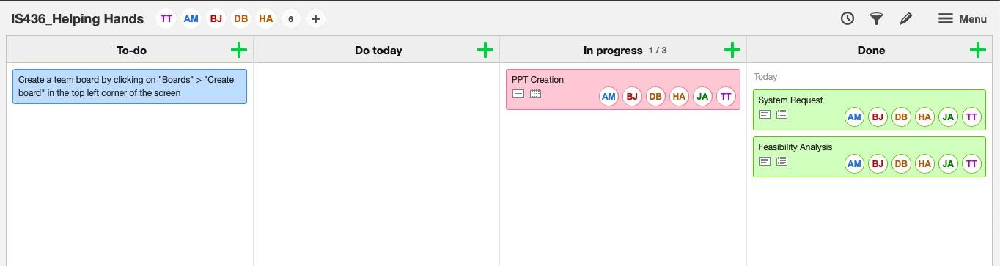 IS436_Helping Hands TT AM BJ DB HA 6 + Menu
To-do
Create a team board by clicking on "Boards" > "Create
board" in the top left corner of the screen
Do today
In progress 1 / 3
PPT Creation
AM BJ DB HA JA TT
Done
Today
System Request
AM BJ DB HA JA TT
Feasibility Analysis
AM BJ DB HA JA TT